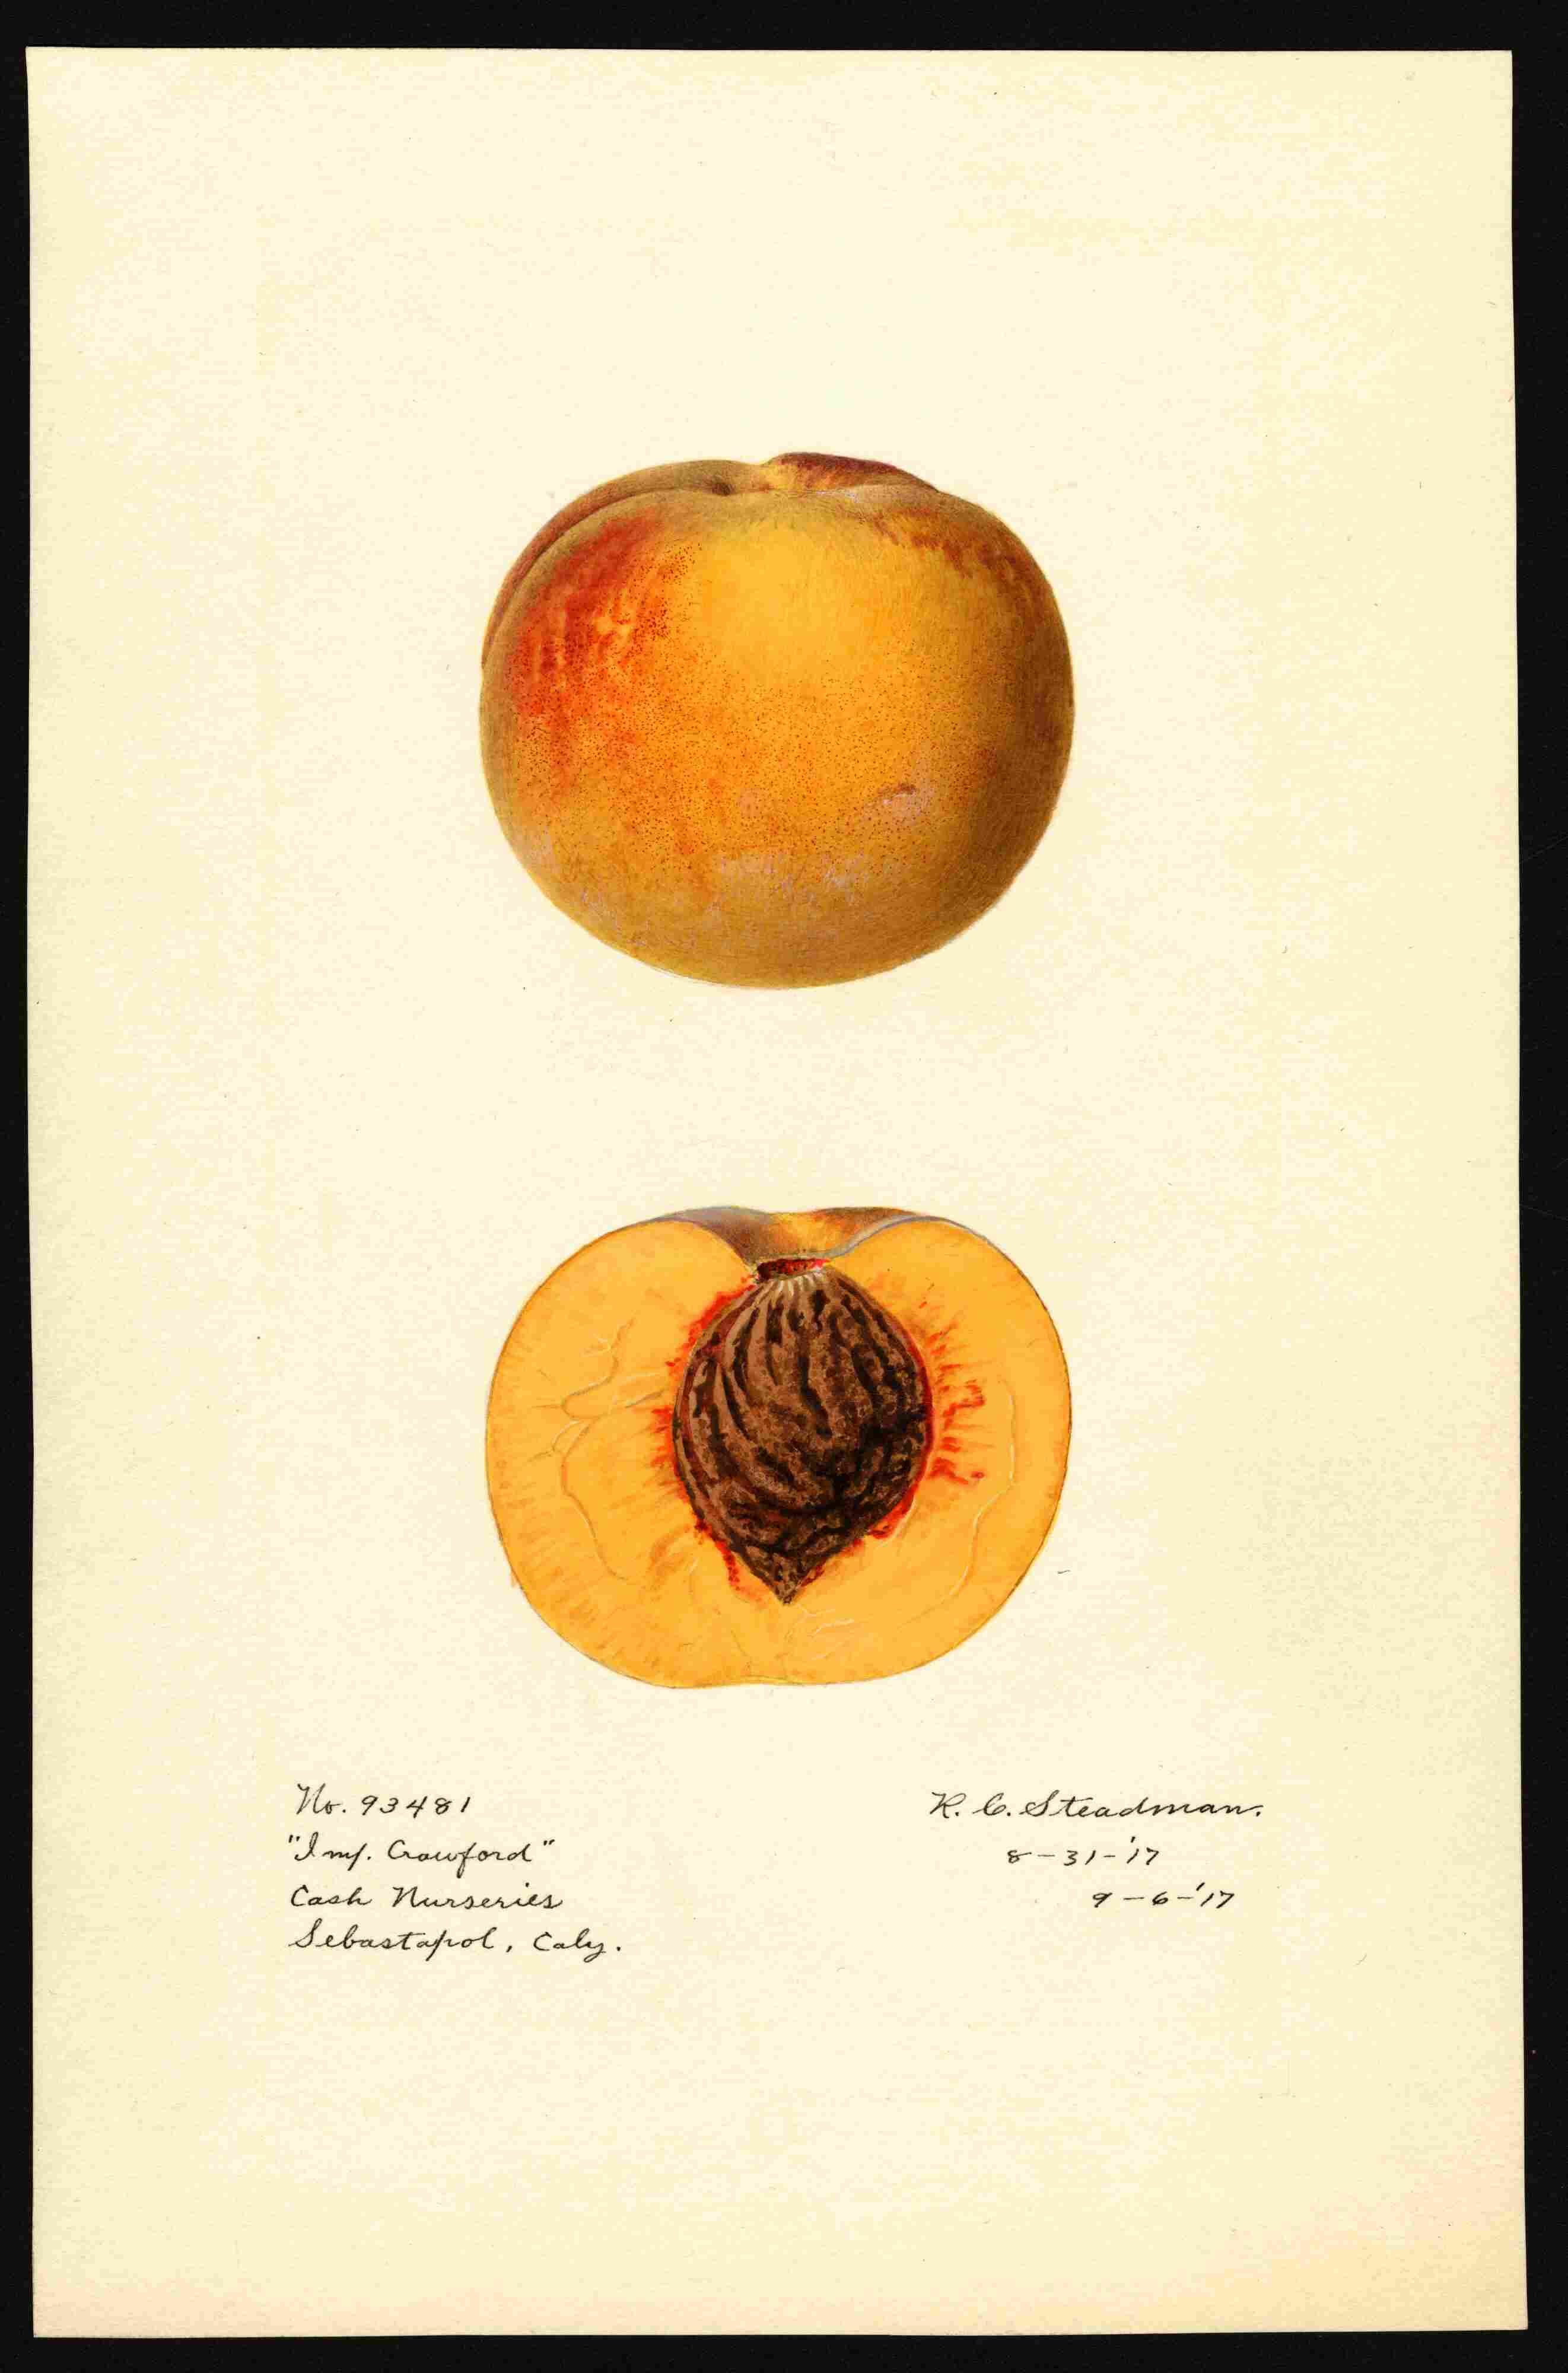 No. 93481
"Imp. Crawford"
Cash Nurseries
Sebastapol, Caly.
R. C. Steadman.
8-31-'17
9-6-'17